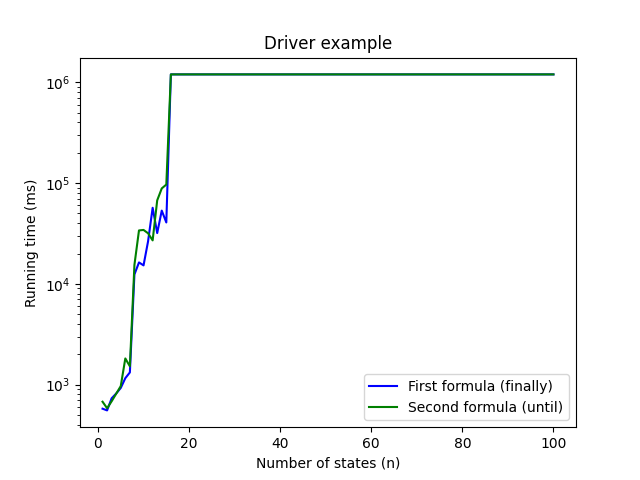 Driver example
Running time (ms)
10⁶
10⁵
10⁴
10³
First formula (finally)
Second formula (until)
0 20 40 60 80 100
Number of states (n)